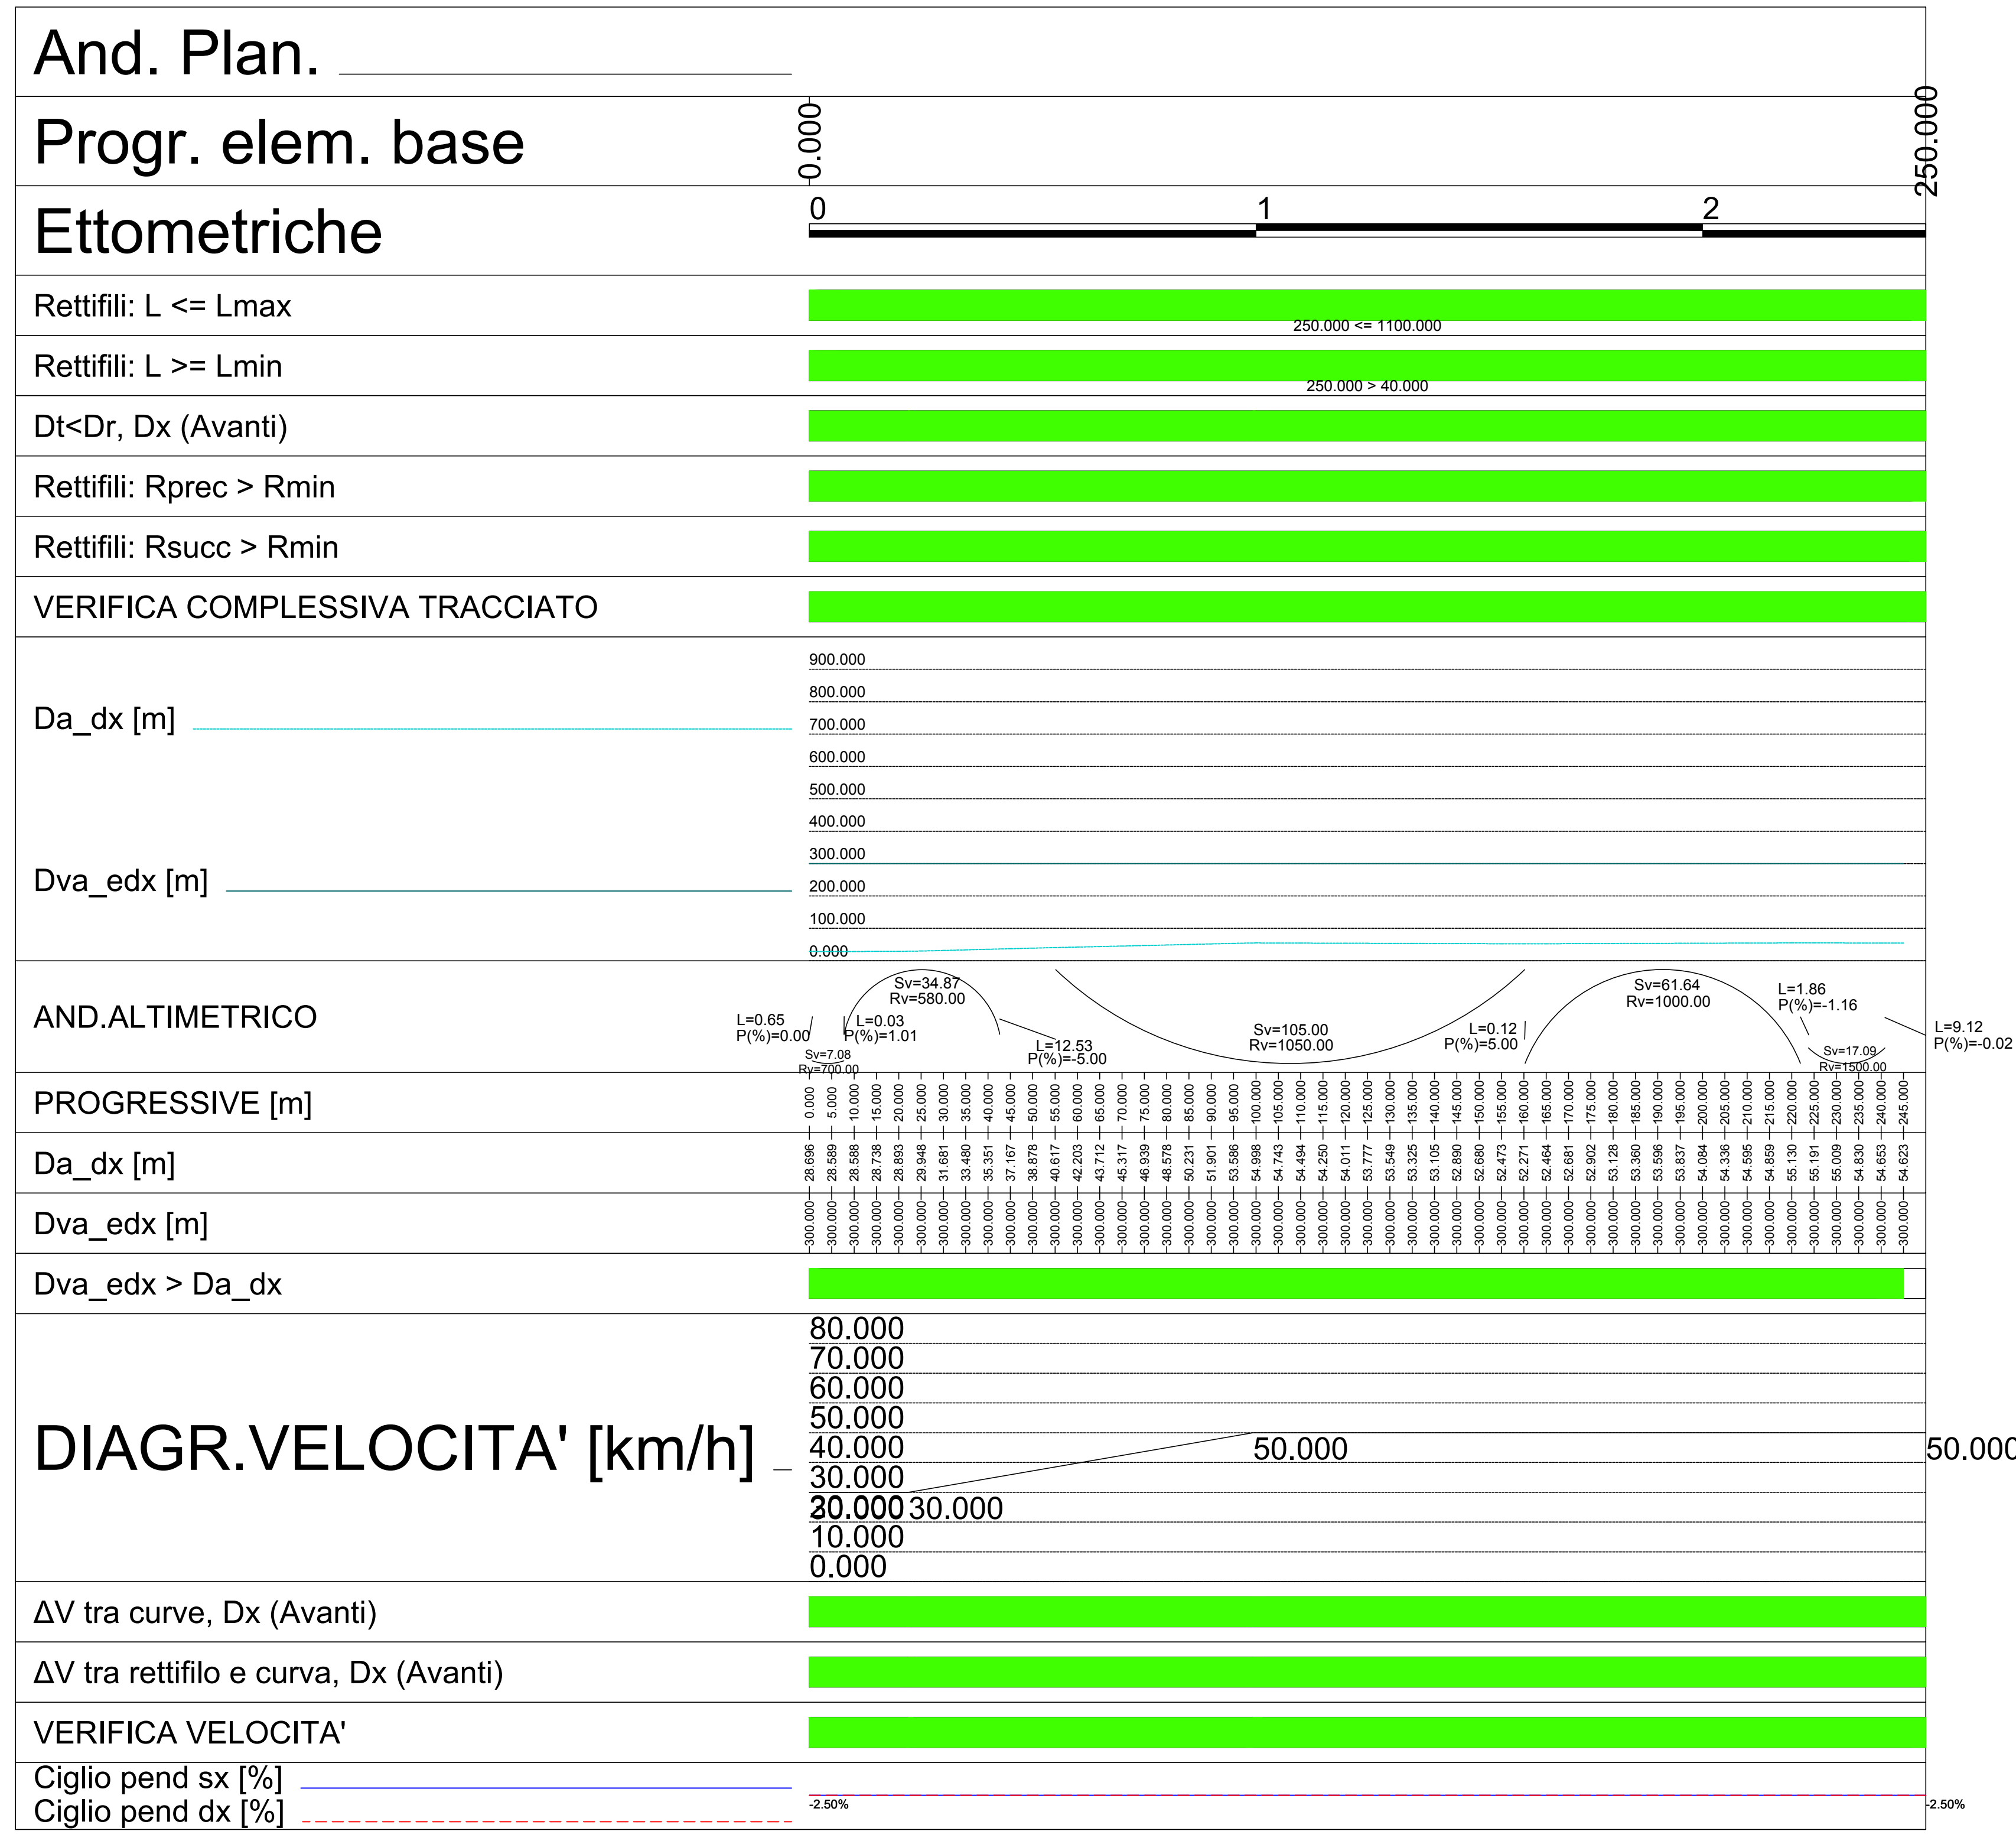 And. Plan.
Progr. elem. base
0.000
250.000
Ettometriche
0 1 2
Rettifili: L <= Lmax
250.000 <= 1100.000
Rettifili: L >= Lmin
250.000 > 40.000
Dt<Dr, Dx (Avanti)
Rettifili: Rprec > Rmin
Rettifili: Rsucc > Rmin
VERIFICA COMPLESSIVA TRACCIATO
Da_dx [m]
Dva_edx [m]
900.000
800.000
700.000
600.000
500.000
400.000
300.000
200.000
100.000
0.000
AND.ALTIMETRICO
L=0.65
P(%)=0.00
Sv=7.08
Rv=700.00
L=0.03
P(%)=1.01
Sv=34.87
Rv=580.00
L=12.53
P(%)=-5.00
Sv=105.00
Rv=1050.00
L=0.12
P(%)=5.00
Sv=61.64
Rv=1000.00
L=1.86
P(%)=-1.16
Sv=17.09
Rv=1500.00
L=9.12
P(%)=-0.02
PROGRESSIVE [m]
0.000 5.000 10.000 15.000 20.000 25.000 30.000 35.000 40.000 45.000 50.000 55.000 60.000 65.000 70.000 75.000 80.000 85.000 90.000 95.000 100.000 105.000 110.000 115.000 120.000 125.000 130.000 135.000 140.000 145.000 150.000 155.000 160.000 165.000 170.000 175.000 180.000 185.000 190.000 195.000 200.000 205.000 210.000 215.000 220.000 225.000 230.000 235.000 240.000 245.000
Da_dx [m]
28.696 28.589 28.588 28.738 28.893 29.948 31.681 33.480 35.351 37.167 38.878 40.617 42.203 43.712 45.317 46.939 48.578 50.231 51.901 53.586 54.998 54.743 54.494 54.250 54.011 53.777 53.549 53.325 53.105 52.890 52.680 52.473 52.271 52.464 52.681 52.902 53.128 53.360 53.596 53.837 54.084 54.336 54.595 54.859 55.130 55.191 55.009 54.830 54.653 54.623
Dva_edx [m]
300.000 300.000 300.000 300.000 300.000 300.000 300.000 300.000 300.000 300.000 300.000 300.000 300.000 300.000 300.000 300.000 300.000 300.000 300.000 300.000 300.000 300.000 300.000 300.000 300.000 300.000 300.000 300.000 300.000 300.000 300.000 300.000 300.000 300.000 300.000 300.000 300.000 300.000 300.000 300.000 300.000 300.000 300.000 300.000 300.000 300.000 300.000 300.000 300.000 300.000
Dva_edx > Da_dx
DIAGR.VELOCITA' [km/h]
80.000
70.000
60.000
50.000
40.000
30.000
20.000
30.000
30.000
10.000
0.000
50.000
50.000
ΔV tra curve, Dx (Avanti)
ΔV tra rettifilo e curva, Dx (Avanti)
VERIFICA VELOCITA'
Ciglio pend sx [%]
Ciglio pend dx [%]
-2.50%
-2.50%